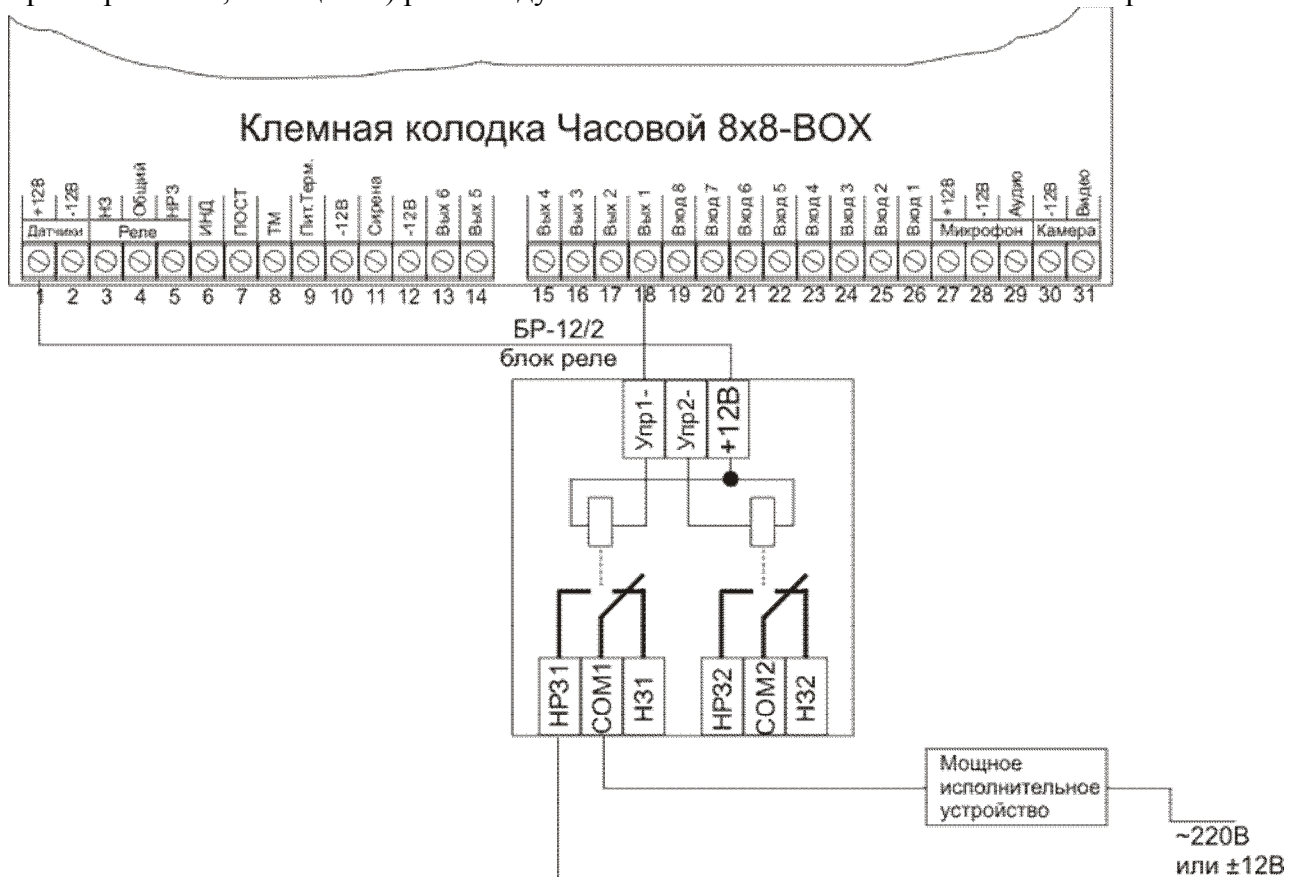 Клемная колодка Часовой 8х8-BOX
+12В -12В НЗ Общий НРЗ ИНД ПОСТ ТМ Пит.Терм. -12В Сирена -12В Вых 6 Вых 5 Вых 4 Вых 3 Вых 2 Вых 1 Вход 8 Вход 7 Вход 6 Вход 5 Вход 4 Вход 3 Вход 2 Вход 1 +12В -12В Аудио -12В Видео
Датчики Реле Микрофон Камера
1 2 3 4 5 6 7 8 9 10 11 12 13 14 15 16 17 18 19 20 21 22 23 24 25 26 27 28 29 30 31
БР-12/2
блок реле
Упр1- Упр2- +12В
НР31 COM1 Н31 НР32 COM2 Н32
Мощное
исполнительное
устройство
~220В
или ±12В